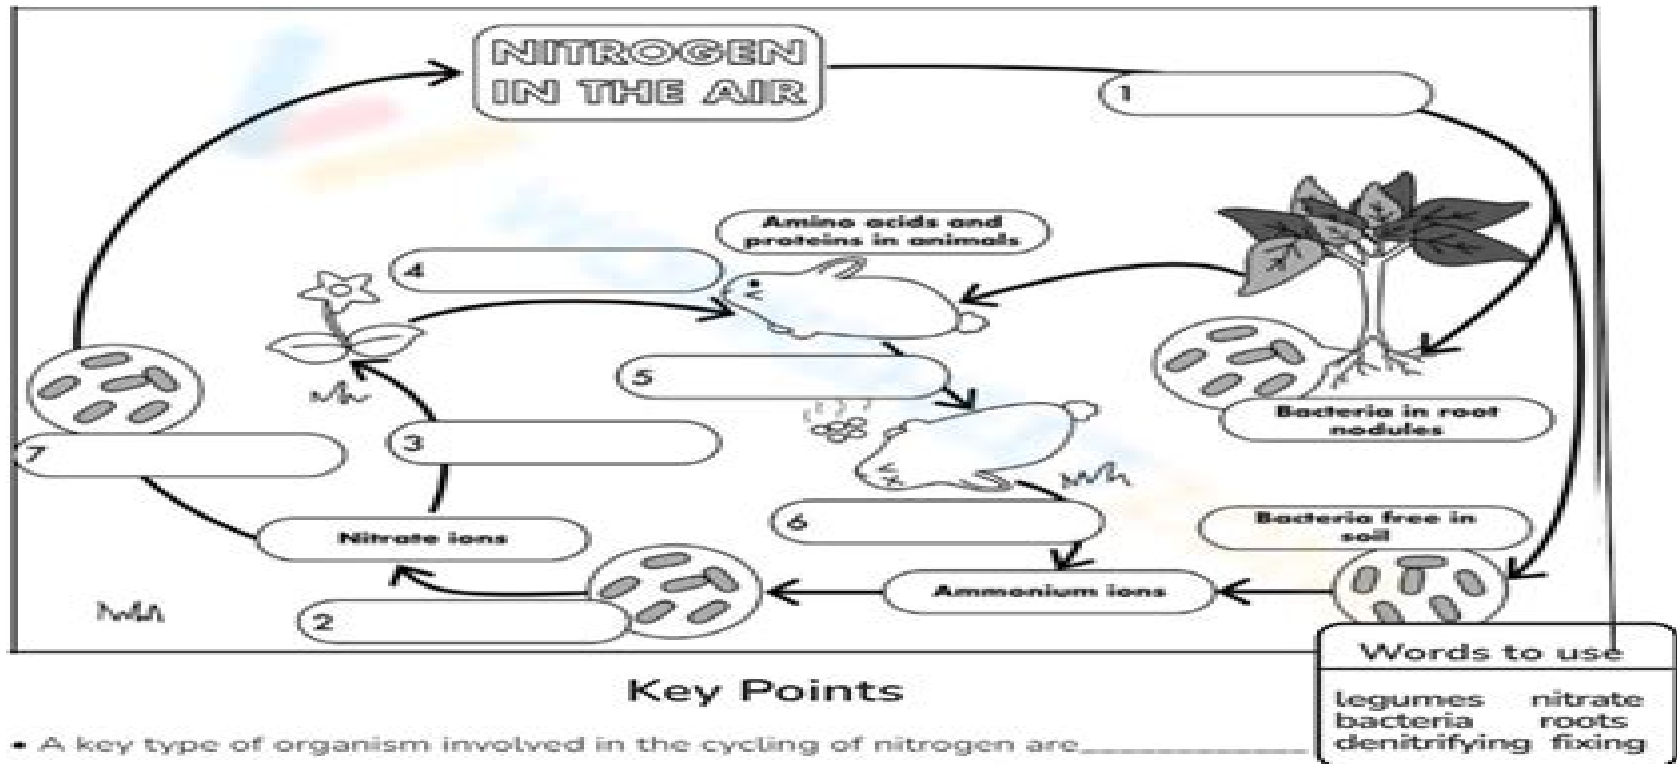 NITROGEN
IN THE AIR
1
Amino acids and
proteins in animals
4
5
Bacteria in root
nodules
7
3
6
Bacteria free in
soil
Nitrate ions
Ammonium ions
2
Words to use
Key Points
legumes nitrate
bacteria roots
denitrifying fixing
• A key type of organism involved in the cycling of nitrogen are____________